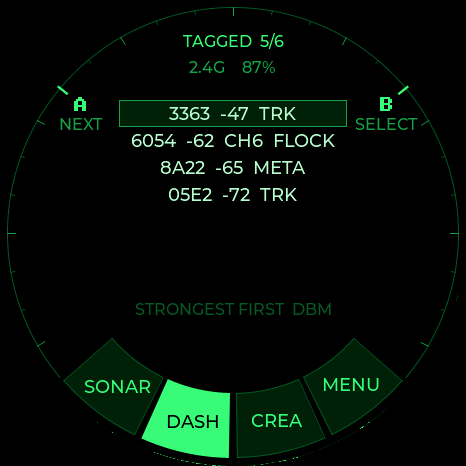 TAGGED 5/6
2.4G 87%
A
NEXT
B
SELECT
3363 -47 TRK
6054 -62 CH6 FLOCK
8A22 -65 META
05E2 -72 TRK
STRONGEST FIRST DBM
SONAR
DASH
CREA
MENU